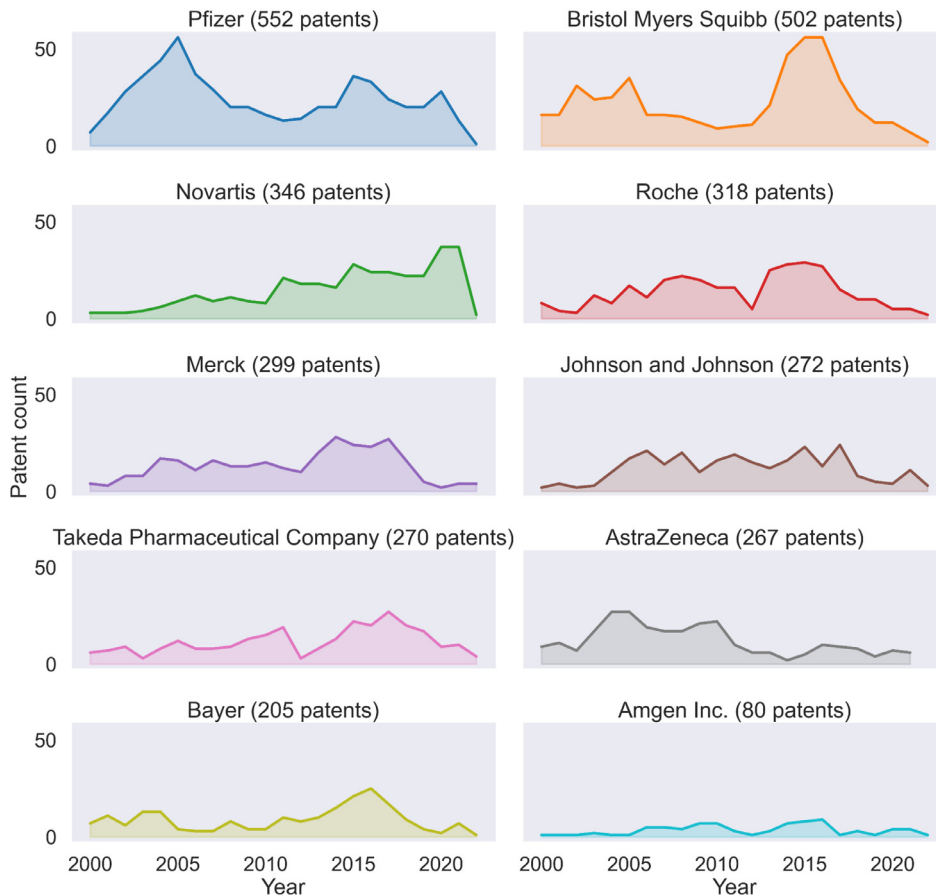 Pfizer (552 patents)
Bristol Myers Squibb (502 patents)
50
0
Novartis (346 patents)
Roche (318 patents)
50
0
Merck (299 patents)
Johnson and Johnson (272 patents)
50
0
Patent count
Takeda Pharmaceutical Company (270 patents)
AstraZeneca (267 patents)
50
0
Bayer (205 patents)
Amgen Inc. (80 patents)
50
0
2000 2005 2010 2015 2020
2000 2005 2010 2015 2020
Year
Year